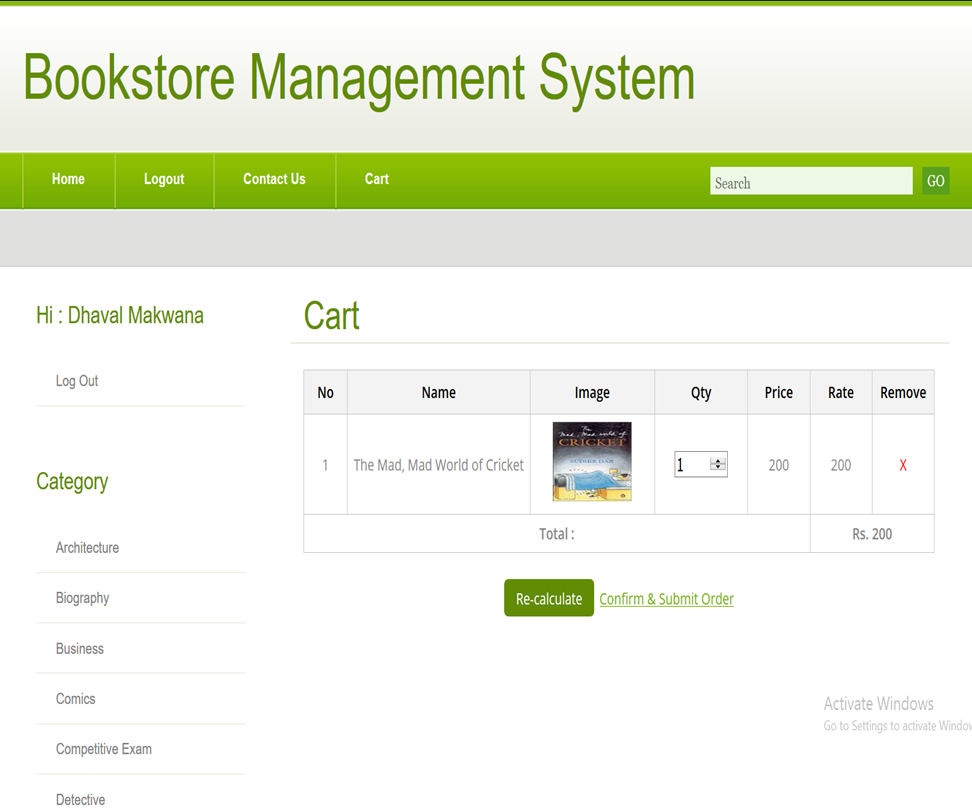 Bookstore Management System
Home Logout Contact Us Cart Search GO
Hi : Dhaval Makwana
Log Out
Category
Architecture
Biography
Business
Comics
Competitive Exam
Detective
Cart
No Name Image Qty Price Rate Remove
The
Mad, Mad world of
CRICKET
1 The Mad, Mad World of Cricket 1 200 200 X
Total : Rs. 200
Re-calculate Confirm & Submit Order
Activate Windows
Go to Settings to activate Window